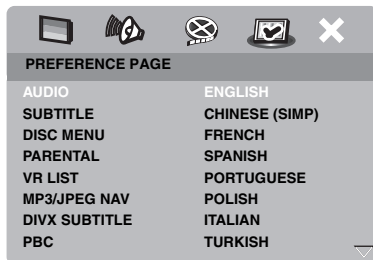 PREFERENCE PAGE
AUDIO ENGLISH
SUBTITLE CHINESE (SIMP)
DISC MENU FRENCH
PARENTAL SPANISH
VR LIST PORTUGUESE
MP3/JPEG NAV POLISH
DIVX SUBTITLE ITALIAN
PBC TURKISH